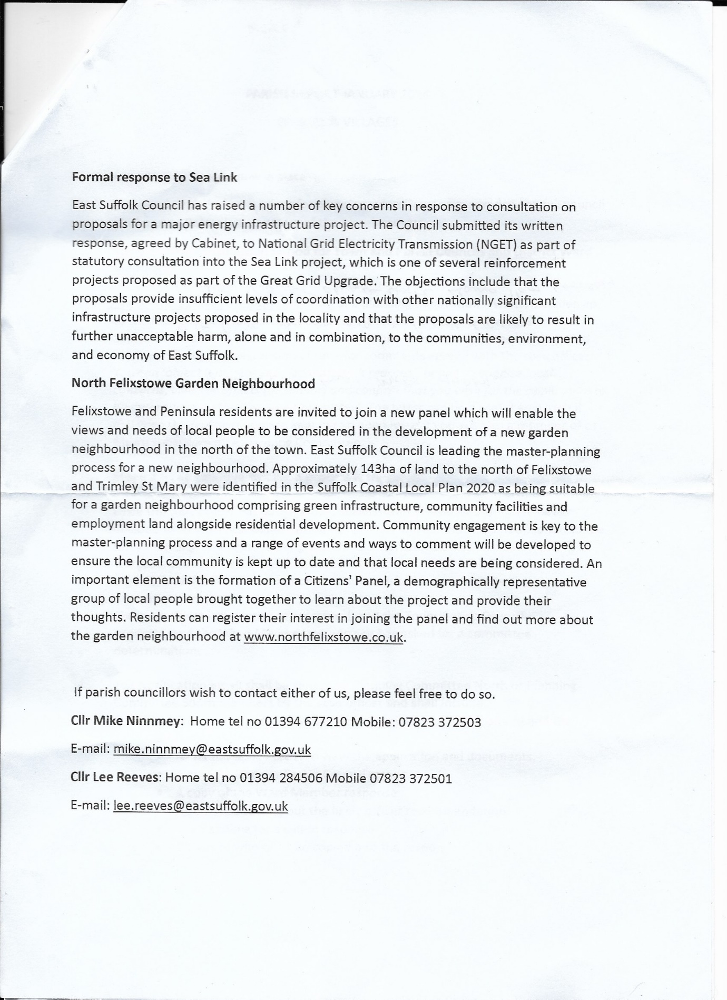 Formal response to Sea Link
East Suffolk Council has raised a number of key concerns in response to consultation on
proposals for a major energy infrastructure project. The Council submitted its written
response, agreed by Cabinet, to National Grid Electricity Transmission (NGET) as part of
statutory consultation into the Sea Link project, which is one of several reinforcement
projects proposed as part of the Great Grid Upgrade. The objections include that the
proposals provide insufficient levels of coordination with other nationally significant
infrastructure projects proposed in the locality and that the proposals are likely to result in
further unacceptable harm, alone and in combination, to the communities, environment,
and economy of East Suffolk.
North Felixstowe Garden Neighbourhood
Felixstowe and Peninsula residents are invited to join a new panel which will enable the
views and needs of local people to be considered in the development of a new garden
neighbourhood in the north of the town. East Suffolk Council is leading the master-planning
process for a new neighbourhood. Approximately 143ha of land to the north of Felixstowe
and Trimley St Mary were identified in the Suffolk Coastal Local Plan 2020 as being suitable
for a garden neighbourhood comprising green infrastructure, community facilities and
employment land alongside residential development. Community engagement is key to the
master-planning process and a range of events and ways to comment will be developed to
ensure the local community is kept up to date and that local needs are being considered. An
important element is the formation of a Citizens' Panel, a demographically representative
group of local people brought together to learn about the project and provide their
thoughts. Residents can register their interest in joining the panel and find out more about
the garden neighbourhood at www.northfelixstowe.co.uk.
If parish councillors wish to contact either of us, please feel free to do so.
Cllr Mike Ninnmey: Home tel no 01394 677210 Mobile: 07823 372503
E-mail: mike.ninnmey@eastsuffolk.gov.uk
Cllr Lee Reeves: Home tel no 01394 284506 Mobile 07823 372501
E-mail: lee.reeves@eastsuffolk.gov.uk